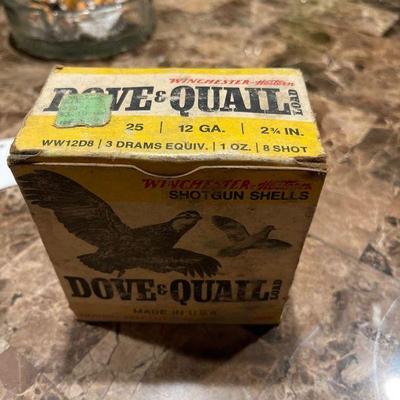 WINCHESTER-Western
DOVE & QUAIL LOAD
25 | 12 GA. | 2¾ IN.
WW12D8 | 3 DRAMS EQUIV. | 1 OZ. | 8 SHOT
WINCHESTER-Western
SHOTGUN SHELLS
DOVE & QUAIL LOAD
MADE IN U.S.A.